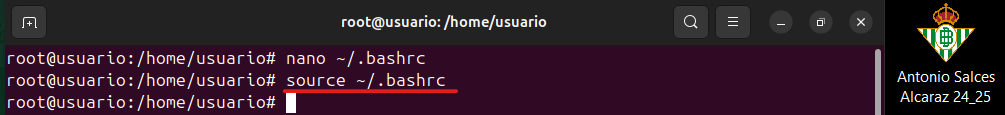 root@usuario: /home/usuario
root@usuario:/home/usuario# nano ~/.bashrc
root@usuario:/home/usuario# source ~/.bashrc
root@usuario:/home/usuario#
Antonio Salces
Alcaraz 24_25